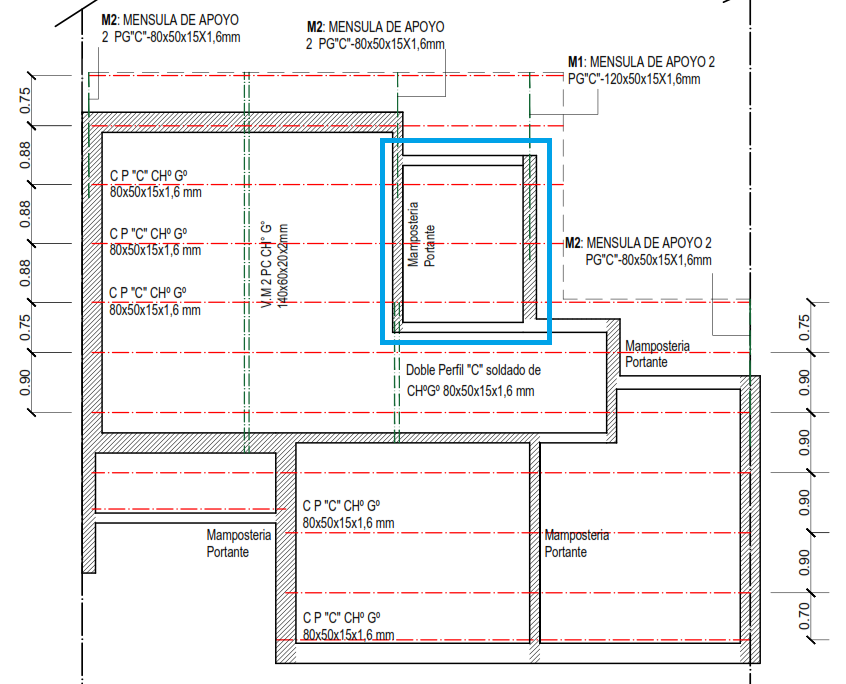 M2: MENSULA DE APOYO
2 PG"C"-80x50x15X1,6mm
M2: MENSULA DE APOYO
2 PG"C"-80x50x15X1,6mm
M1: MENSULA DE APOYO 2
PG"C"-120x50x15X1,6mm
0.75
0.88
0.88
0.88
0.75
0.90
C P "C" CHº Gº
80x50x15x1,6 mm
C P "C" CHº Gº
80x50x15x1,6 mm
C P "C" CHº Gº
80x50x15x1,6 mm
V.M 2 PC CH° G°
140x60x20x2mm
Mamposteria
Portante
M2: MENSULA DE APOYO 2
PG"C"-80x50x15X1,6mm
Mamposteria
Portante
Doble Perfil "C" soldado de
CHºGº 80x50x15x1,6 mm
0.75
0.90
0.90
0.90
0.90
0.70
C P "C" CHº Gº
80x50x15x1,6 mm
Mamposteria
Portante
Mamposteria
Portante
C P "C" CHº Gº
80x50x15x1,6 mm